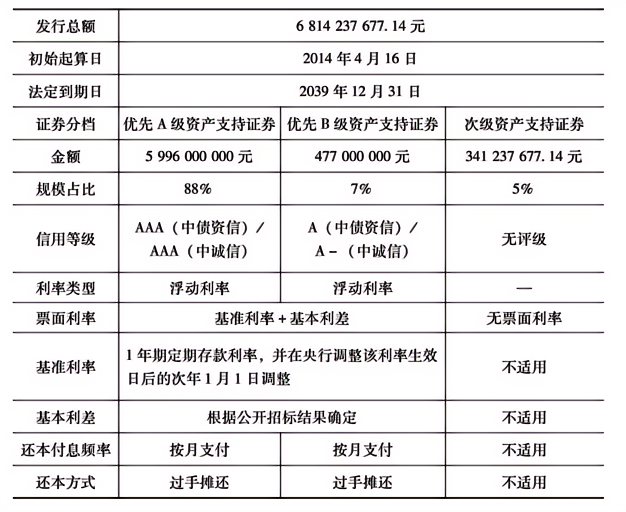 发行总额 6 814 237 677.14 元
初始起算日 2014 年 4 月 16 日
法定到期日 2039 年 12 月 31 日
证券分档 优先 A 级资产支持证券 优先 B 级资产支持证券 次级资产支持证券
金额 5 996 000 000 元 477 000 000 元 341 237 677.14 元
规模占比 88% 7% 5%
信用等级 AAA（中债资信）/ AAA（中诚信） A（中债资信）/ A-（中诚信） 无评级
利率类型 浮动利率 浮动利率 —
票面利率 基准利率+基本利差 无票面利率
基准利率 1 年期定期存款利率，并在央行调整该利率生效日后的次年 1 月 1 日调整 不适用
基本利差 根据公开招标结果确定 不适用
还本付息频率 按月支付 按月支付 不适用
还本方式 过手摊还 过手摊还 不适用